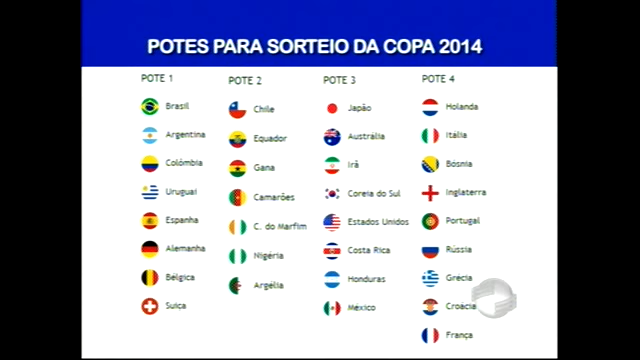 POTES PARA SORTEIO DA COPA 2014
POTE 1
Brasil
Argentina
Colômbia
Uruguai
Espanha
Alemanha
Bélgica
Suica
POTE 2
Chile
Equador
Gana
Camarões
C. do Marfim
Nigéria
Argélia
POTE 3
Japão
Austrália
Irã
Coreia do Sul
Estados Unidos
Costa Rica
Honduras
México
POTE 4
Holanda
Itália
Bósnia
Inglaterra
Portugal
Rússia
Grécia
Croácia
França